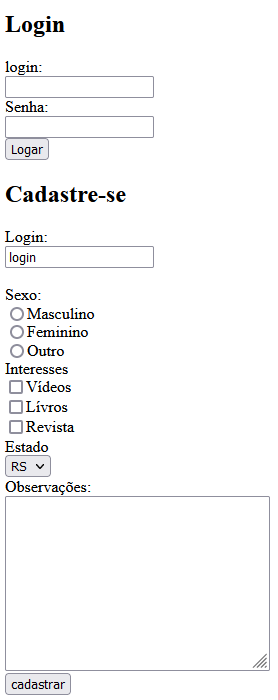 Login
login:
Senha:
Logar
Cadastre-se
Login:
login
Sexo:
Masculino
Feminino
Outro
Interesses
Vídeos
Lívros
Revista
Estado
RS
Observações:
cadastrar